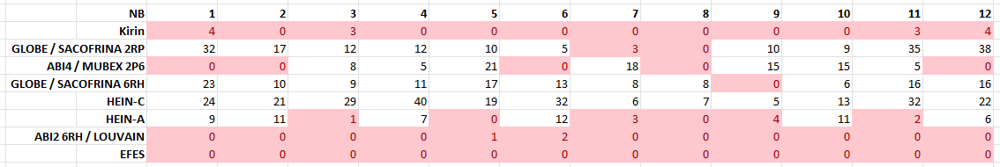 NB 1 2 3 4 5 6 7 8 9 10 11 12
Kirin 4 0 3 0 0 0 0 0 0 0 3 4
GLOBE / SACOFRINA 2RP 32 17 12 12 10 5 3 0 10 9 35 38
ABI4 / MUBEX 2P6 0 0 8 5 21 0 18 0 15 15 5 0
GLOBE / SACOFRINA 6RH 23 10 9 11 17 13 8 8 0 6 16 16
HEIN-C 24 21 29 40 19 32 6 7 5 13 32 22
HEIN-A 9 11 1 7 0 12 3 0 4 11 2 6
ABI2 6RH / LOUVAIN 0 0 0 0 1 2 0 0 0 0 0 0
EFES 0 0 0 0 0 0 0 0 0 0 0 0